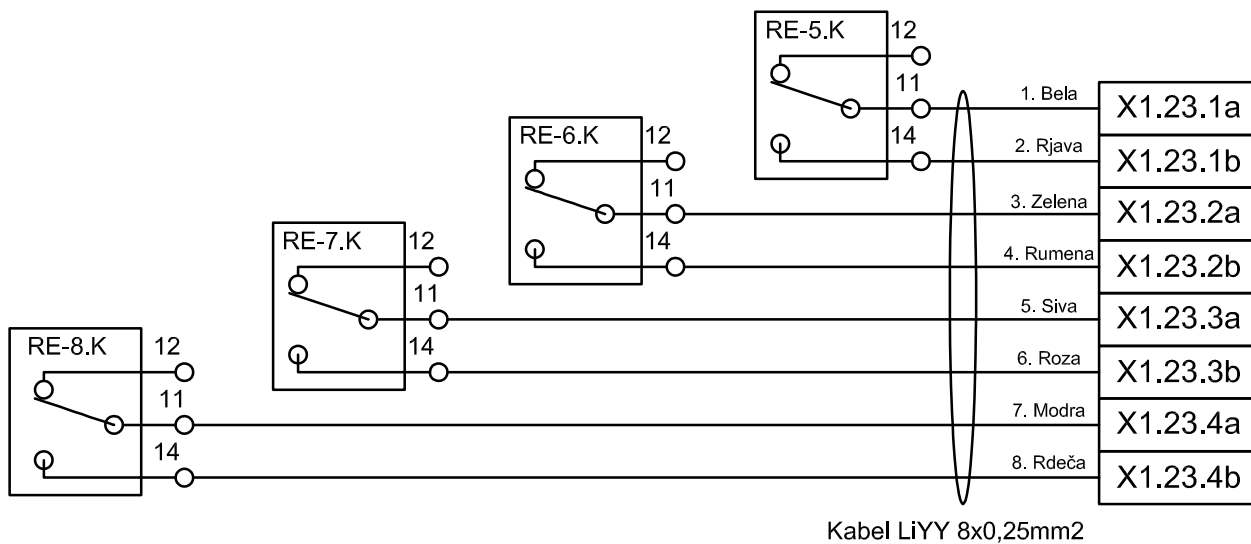 RE-5.K
12
11
14
RE-6.K
12
11
14
RE-7.K
12
11
14
RE-8.K
12
11
14
1. Bela
X1.23.1a
2. Rjava
X1.23.1b
3. Zelena
X1.23.2a
4. Rumena
X1.23.2b
5. Siva
X1.23.3a
6. Roza
X1.23.3b
7. Modra
X1.23.4a
8. Rdeča
X1.23.4b
Kabel LiYY 8x0,25mm2